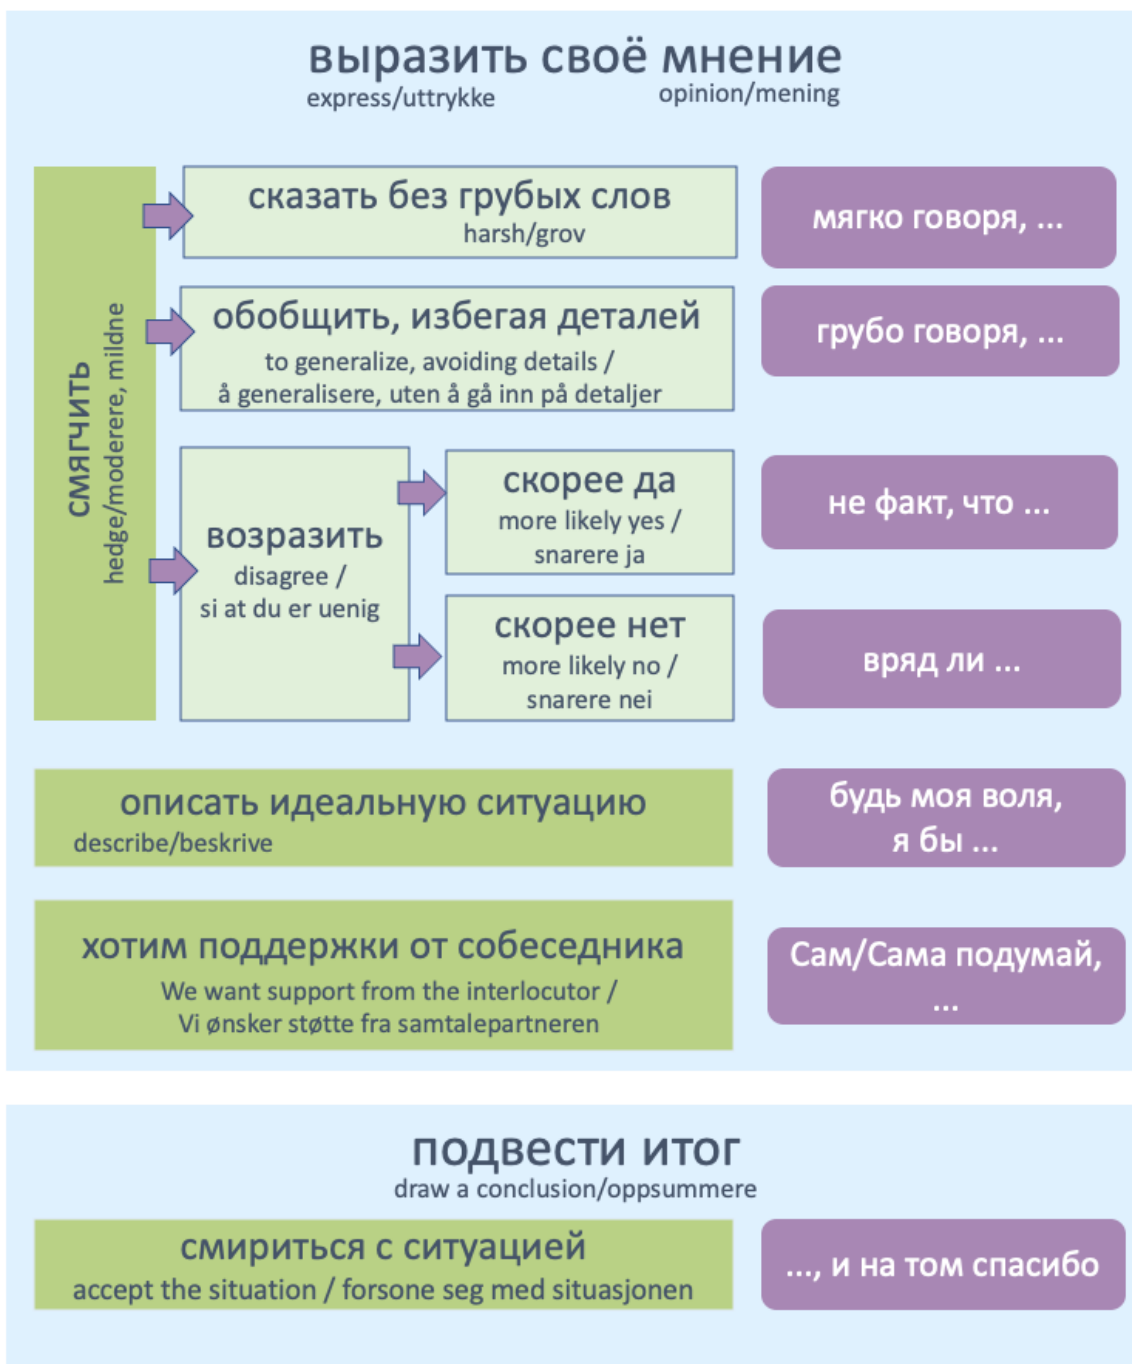 выразить своё мнение
express/uttrykke opinion/mening
смягчить
hedge/moderere, mildne
сказать без грубых слов
harsh/grov
мягко говоря, ...
обобщить, избегая деталей
to generalize, avoiding details /
å generalisere, uten å gå inn på detaljer
грубо говоря, ...
возразить
disagree /
si at du er uenig
скорее да
more likely yes /
snarere ja
не факт, что ...
скорее нет
more likely no /
snarere nei
вряд ли ...
описать идеальную ситуацию
describe/beskrive
будь моя воля,
я бы ...
хотим поддержки от собеседника
We want support from the interlocutor /
Vi ønsker støtte fra samtalepartneren
Сам/Сама подумай,
...
подвести итог
draw a conclusion/oppsummere
смириться с ситуацией
accept the situation / forsone seg med situasjonen
..., и на том спасибо